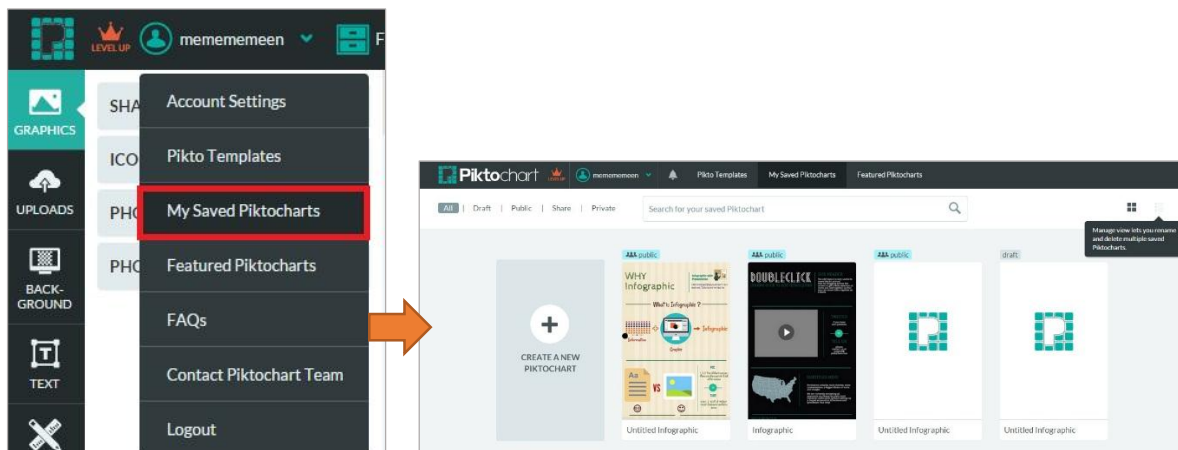 LEVEL UP
memememeen
F
GRAPHICS
UPLOADS
BACK-
GROUND
TEXT
SHA
ICO
PHO
PHO
Account Settings
Pikto Templates
My Saved Piktocharts
Featured Piktocharts
FAQs
Contact Piktochart Team
Logout
Piktochart
LEVEL UP
memememeen
Pikto Templates
My Saved Piktocharts
Featured Piktocharts
All | Draft | Public | Share | Private
Search for your saved Piktochart
Manage view lets you rename
and delete multiple saved
Piktocharts.
CREATE A NEW
PIKTOCHART
public
WHY
Infographic
What's Infographic ?
Infographic
Aa
VS
Untitled Infographic
public
DOUBLECLICK
Infographic
public
Untitled Infographic
draft
Untitled Infographic